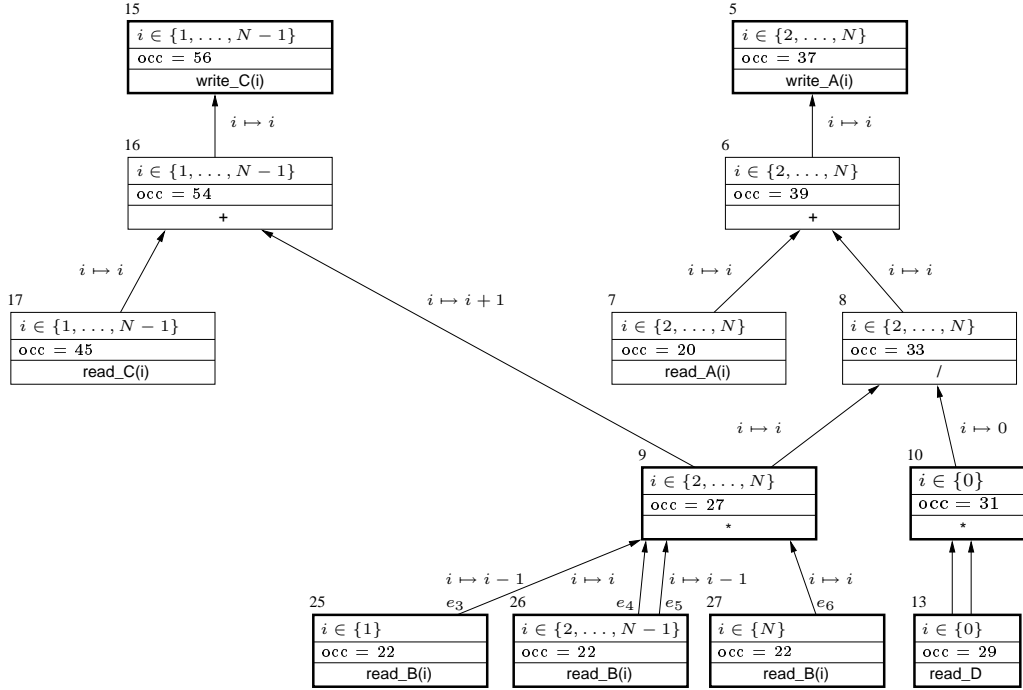 15
i ∈ {1, . . . , N − 1}
occ = 56
write_C(i)
5
i ∈ {2, . . . , N}
occ = 37
write_A(i)
i ↦ i
i ↦ i
16
i ∈ {1, . . . , N − 1}
occ = 54
+
6
i ∈ {2, . . . , N}
occ = 39
+
i ↦ i
i ↦ i + 1
i ↦ i
i ↦ i
17
i ∈ {1, . . . , N − 1}
occ = 45
read_C(i)
7
i ∈ {2, . . . , N}
occ = 20
read_A(i)
8
i ∈ {2, . . . , N}
occ = 33
/
i ↦ i
i ↦ 0
9
i ∈ {2, . . . , N}
occ = 27
*
10
i ∈ {0}
occ = 31
*
i ↦ i − 1
i ↦ i
i ↦ i − 1
i ↦ i
e3
e4
e5
e6
25
i ∈ {1}
occ = 22
read_B(i)
26
i ∈ {2, . . . , N − 1}
occ = 22
read_B(i)
27
i ∈ {N}
occ = 22
read_B(i)
13
i ∈ {0}
occ = 29
read_D